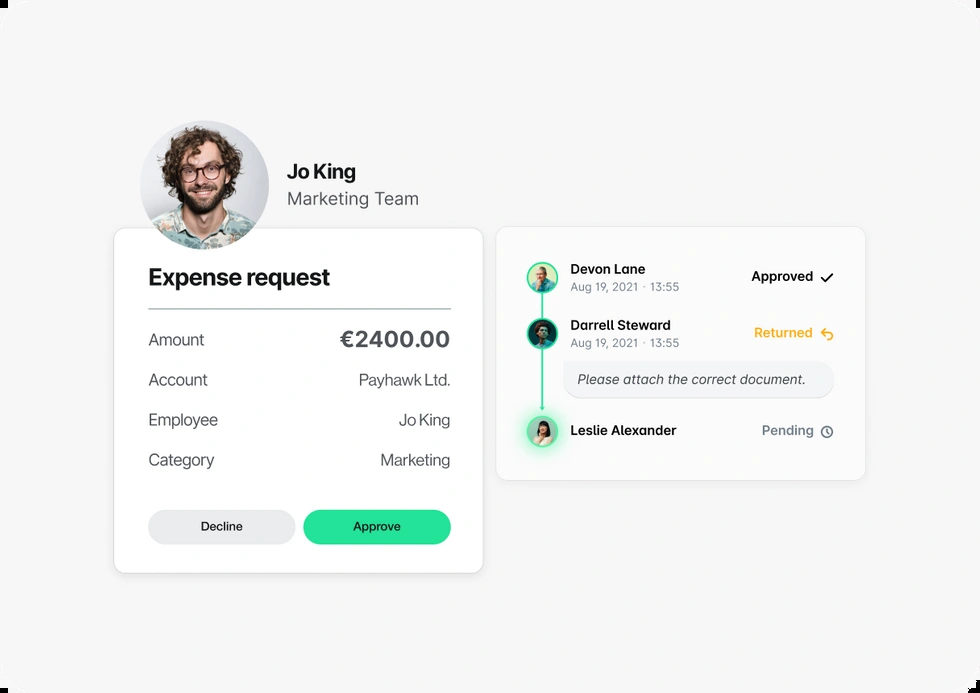 Jo King
Marketing Team
Expense request
Amount €2400.00
Account Payhawk Ltd.
Employee Jo King
Category Marketing
Decline Approve
Devon Lane
Aug 19, 2021 · 13:55
Approved
Darrell Steward
Aug 19, 2021 · 13:55
Returned
Please attach the correct document.
Leslie Alexander
Pending